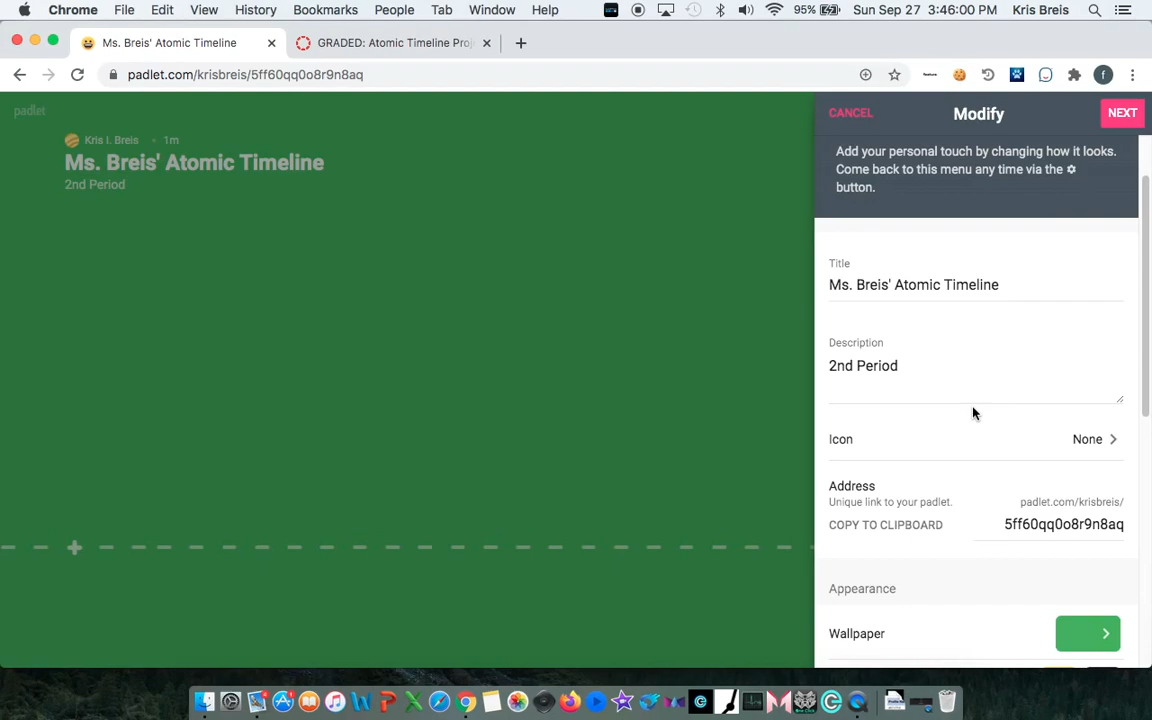 Chrome File Edit View History Bookmarks People Tab Window Help 95% Sun Sep 27 3:46:00 PM Kris Breis
Ms. Breis' Atomic Timeline
GRADED: Atomic Timeline Proj
padlet.com/krisbreis/5ff60qq0o8r9n8aq
padlet
Kris I. Breis • 1m
Ms. Breis' Atomic Timeline
2nd Period
CANCEL Modify NEXT
Add your personal touch by changing how it looks.
Come back to this menu any time via the
button.
Title
Ms. Breis' Atomic Timeline
Description
2nd Period
Icon None
Address
Unique link to your padlet. padlet.com/krisbreis/
COPY TO CLIPBOARD 5ff60qq0o8r9n8aq
Appearance
Wallpaper